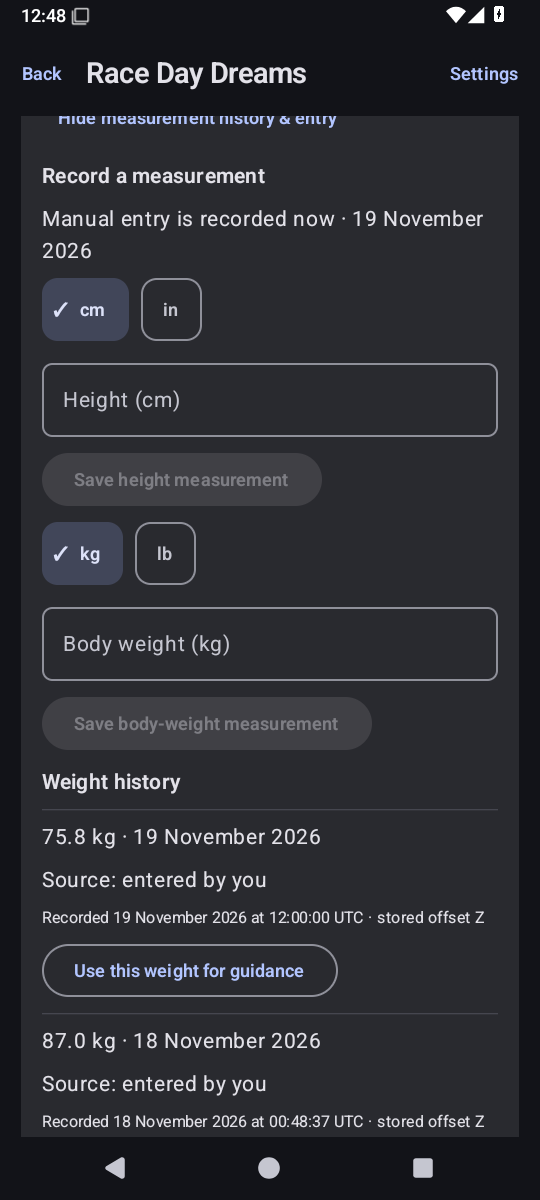 12:48
Back
Race Day Dreams
Settings
Hide measurement history & entry
Record a measurement
Manual entry is recorded now · 19 November
2026
✓ cm
in
Height (cm)
Save height measurement
✓ kg
lb
Body weight (kg)
Save body-weight measurement
Weight history
75.8 kg · 19 November 2026
Source: entered by you
Recorded 19 November 2026 at 12:00:00 UTC · stored offset Z
Use this weight for guidance
87.0 kg · 18 November 2026
Source: entered by you
Recorded 18 November 2026 at 00:48:37 UTC · stored offset Z